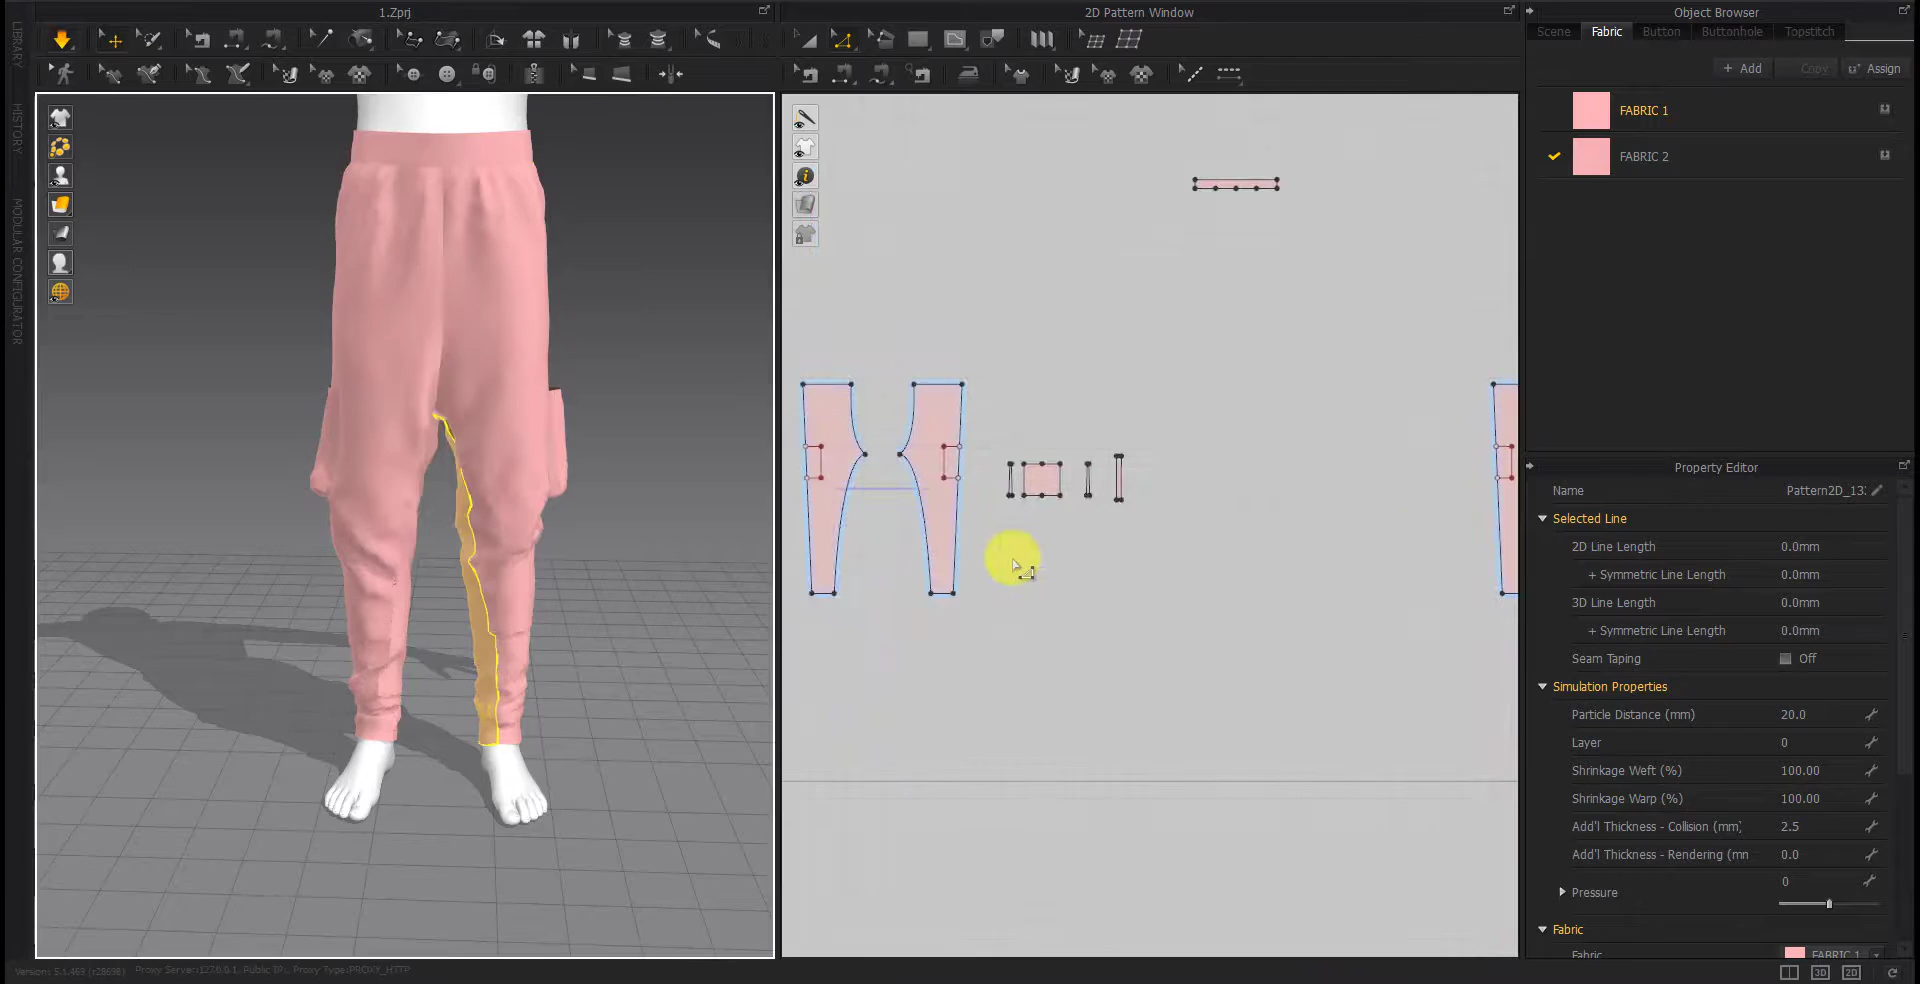 1.Zprj
2D Pattern Window
Object Browser
LIBRARY
HISTORY
MODULAR CONFIGURATOR
Scene
Fabric
Button
Buttonhole
Topstitch
+ Add
Copy
Assign
FABRIC 1
FABRIC 2
Property Editor
Name
Pattern2D_13
Selected Line
2D Line Length
0.0mm
+ Symmetric Line Length
0.0mm
3D Line Length
0.0mm
+ Symmetric Line Length
0.0mm
Seam Taping
Off
Simulation Properties
Particle Distance (mm)
20.0
Layer
0
Shrinkage Weft (%)
100.00
Shrinkage Warp (%)
100.00
Add'l Thickness - Collision (mm)
2.5
Add'l Thickness - Rendering (mn
0.0
Pressure
0
Fabric
Fabric
FABRIC 1
Version: 5.1.469 (r28698)
Proxy Server:127.0.0.1, Public IP:, Proxy Type:PROXY_HTTP
3D
2D